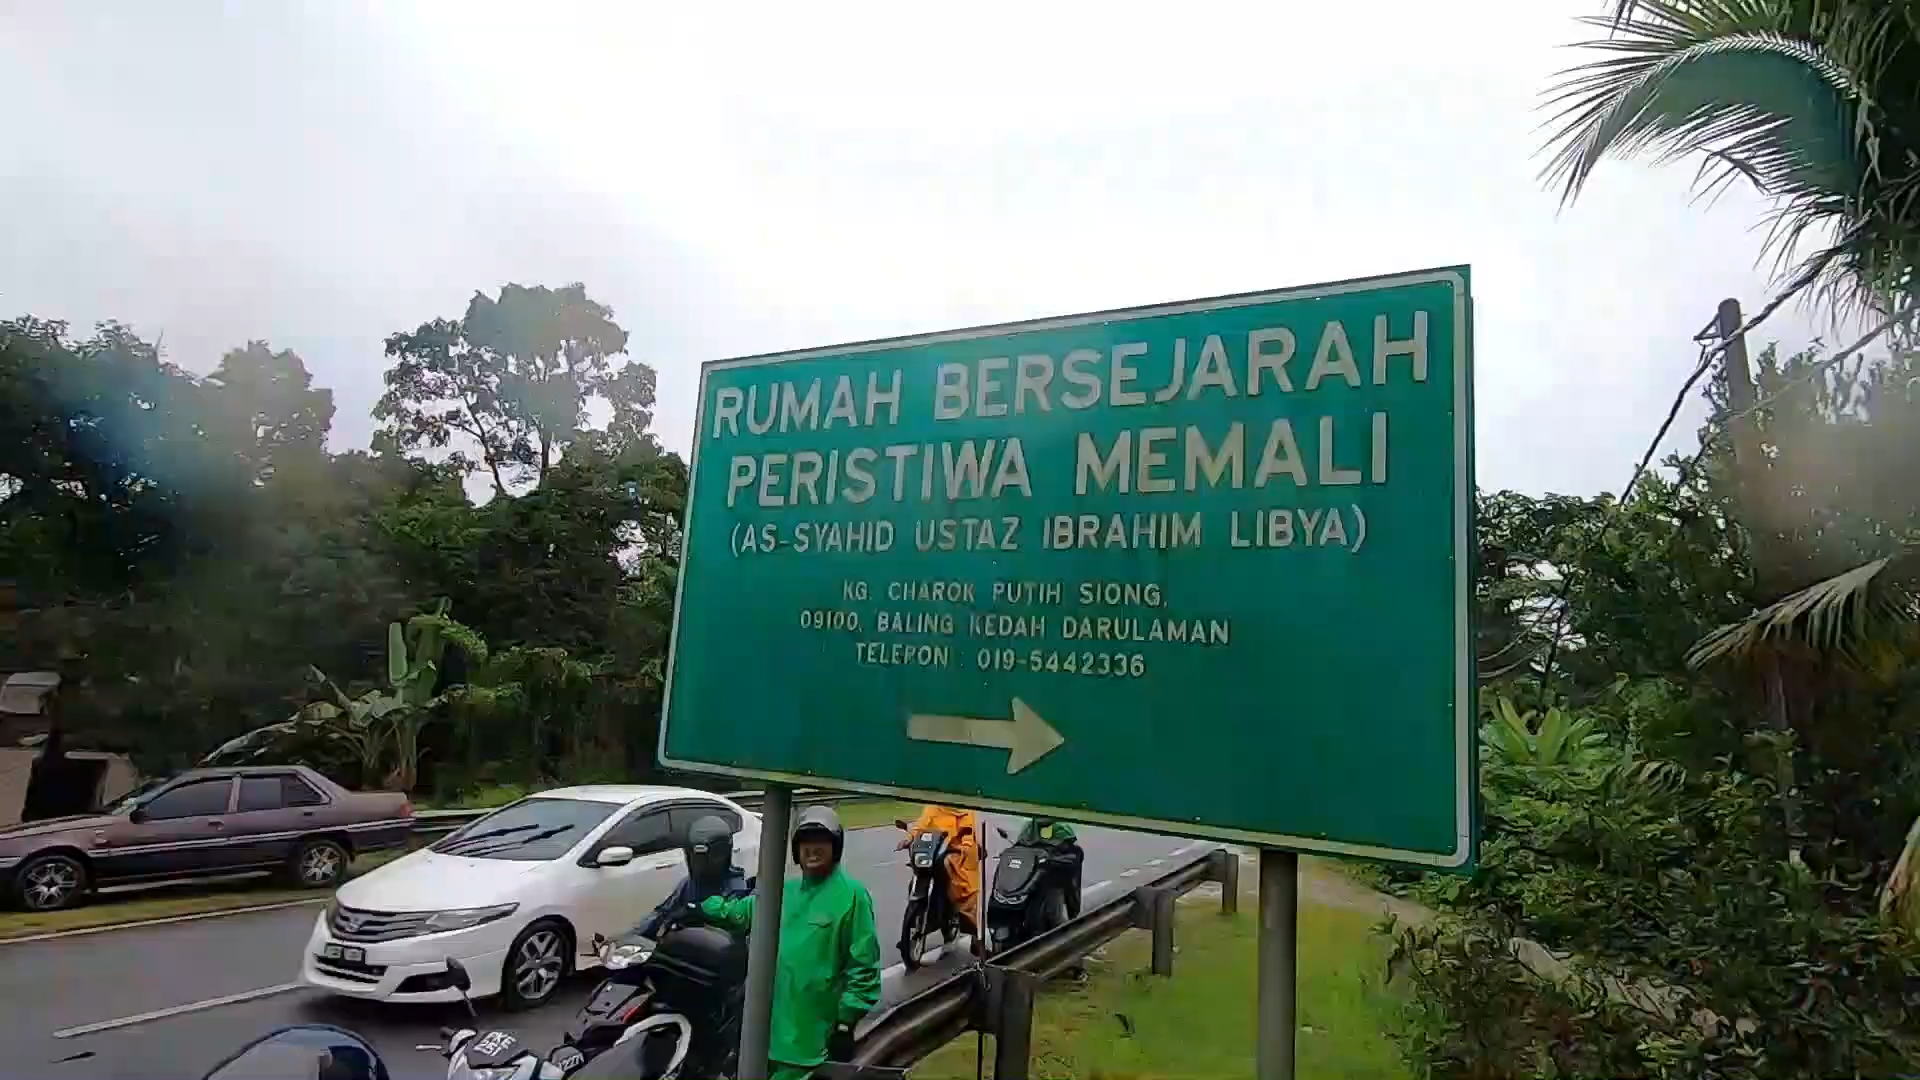 RUMAH BERSEJARAH
PERISTIWA MEMALI
(AS-SYAHID USTAZ IBRAHIM LIBYA)
KG. CHAROK PUTIH SIONG,
09100, BALING KEDAH DARULAMAN
TELEFON : 019-5442336